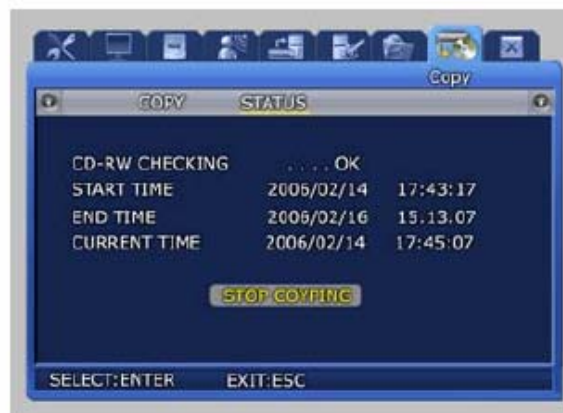 Copy
COPY STATUS
CD-RW CHECKING ....OK
START TIME 2006/02/14 17:43:17
END TIME 2006/02/16 15.13.07
CURRENT TIME 2006/02/14 17:45:07
STOP COYPING
SELECT:ENTER EXIT:ESC